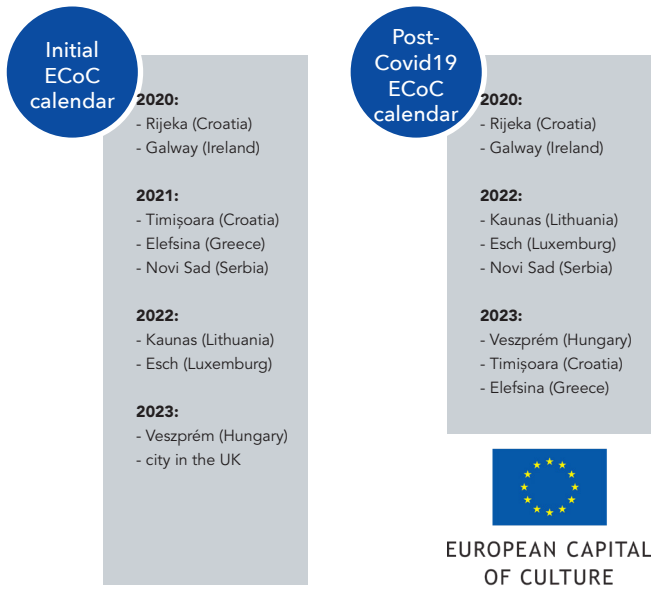 Initial
ECoC
calendar
2020:
- Rijeka (Croatia)
- Galway (Ireland)
2021:
- Timișoara (Croatia)
- Elefsina (Greece)
- Novi Sad (Serbia)
2022:
- Kaunas (Lithuania)
- Esch (Luxemburg)
2023:
- Veszprém (Hungary)
- city in the UK
Post-
Covid19
ECoC
calendar
2020:
- Rijeka (Croatia)
- Galway (Ireland)
2022:
- Kaunas (Lithuania)
- Esch (Luxemburg)
- Novi Sad (Serbia)
2023:
- Veszprém (Hungary)
- Timișoara (Croatia)
- Elefsina (Greece)
EUROPEAN CAPITAL
OF CULTURE